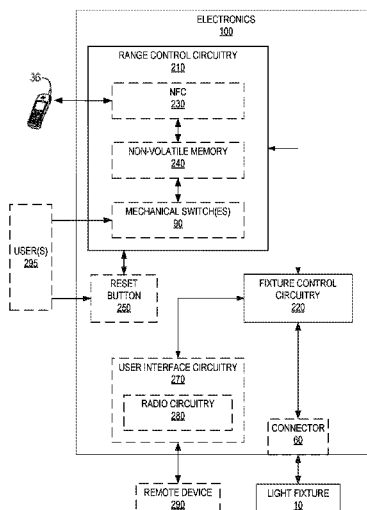 ELECTRONICS
100
RANGE CONTROL CIRCUITRY
210
36
NFC
230
NON-VOLATILE MEMORY
240
MECHANICAL SWITCH(ES)
90
USER(S)
295
RESET
BUTTON
250
FIXTURE CONTROL
CIRCUITRY
220
USER INTERFACE CIRCUITRY
270
RADIO CIRCUITRY
280
CONNECTOR
60
REMOTE DEVICE
290
LIGHT FIXTURE
10